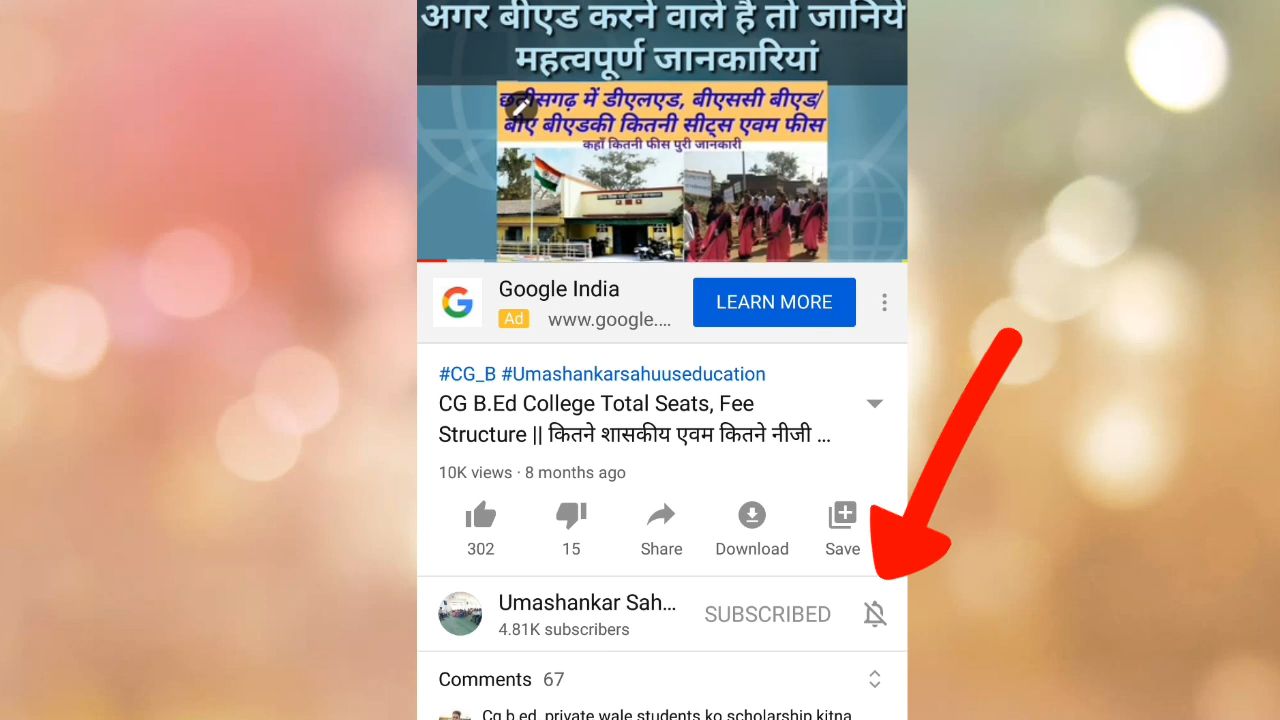 अगर बीएड करने वाले है तो जानिये
महत्वपूर्ण जानकारियां
छत्तीसगढ़ में डीएलएड, बीएससी बीएड/
बीए बीएडकी कितनी सीट्स एवम फीस
कहाँ कितनी फीस पुरी जानकारी
Google India
LEARN MORE
Ad www.google....
#CG_B #Umashankarsahuuseducation
CG B.Ed College Total Seats, Fee
Structure || कितने शासकीय एवम कितने नीजी ...
10K views · 8 months ago
302 15 Share Download Save
Umashankar Sah...
SUBSCRIBED
4.81K subscribers
Comments 67
Cg b.ed. private wale students ko scholarship kitna